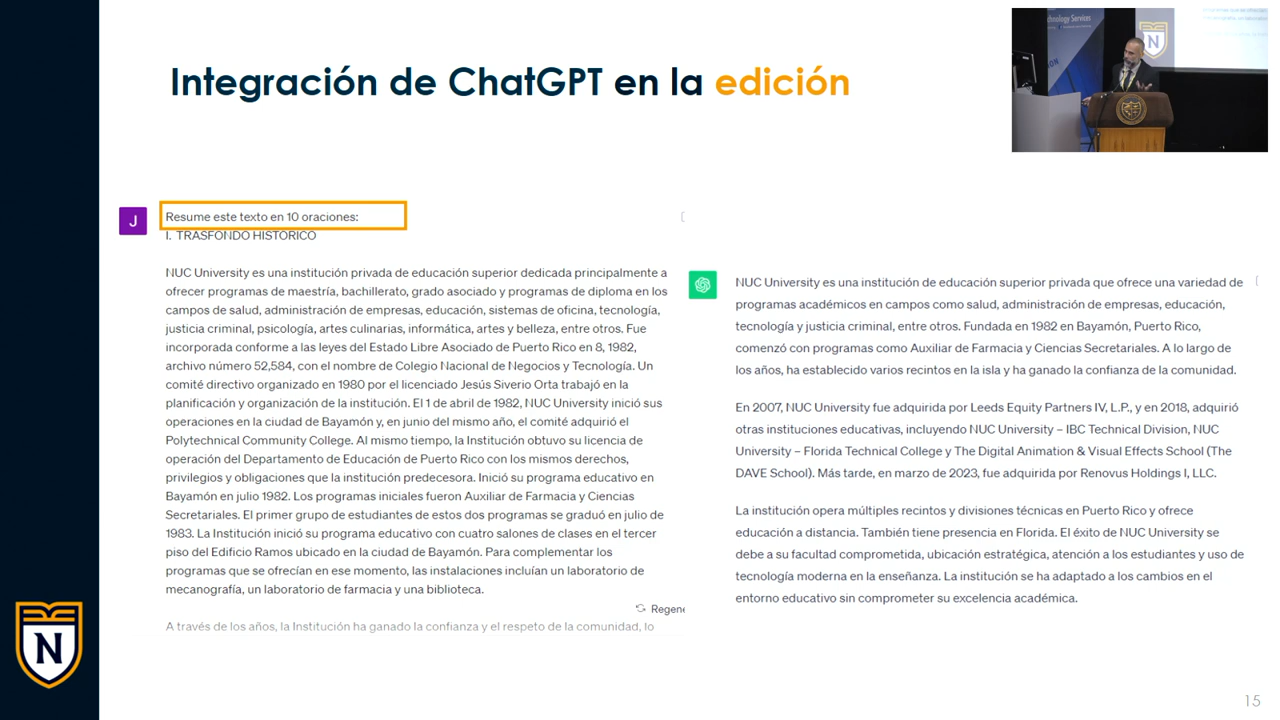 Integración de ChatGPT en la edición
Technology Services
N
J
Resume este texto en 10 oraciones:
I. TRASFONDO HISTORICO
NUC University es una institución privada de educación superior dedicada principalmente a
ofrecer programas de maestría, bachillerato, grado asociado y programas de diploma en los
campos de salud, administración de empresas, educación, sistemas de oficina, tecnología,
justicia criminal, psicología, artes culinarias, informática, artes y belleza, entre otros. Fue
incorporada conforme a las leyes del Estado Libre Asociado de Puerto Rico en 8, 1982,
archivo número 52,584, con el nombre de Colegio Nacional de Negocios y Tecnología. Un
comité directivo organizado en 1980 por el licenciado Jesús Siverio Orta trabajó en la
planificación y organización de la institución. El 1 de abril de 1982, NUC University inició sus
operaciones en la ciudad de Bayamón y, en junio del mismo año, el comité adquirió el
Polytechnical Community College. Al mismo tiempo, la Institución obtuvo su licencia de
operación del Departamento de Educación de Puerto Rico con los mismos derechos,
privilegios y obligaciones que la institución predecesora. Inició su programa educativo en
Bayamón en julio 1982. Los programas iniciales fueron Auxiliar de Farmacia y Ciencias
Secretariales. El primer grupo de estudiantes de estos dos programas se graduó en julio de
1983. La Institución inició su programa educativo con cuatro salones de clases en el tercer
piso del Edificio Ramos ubicado en la ciudad de Bayamón. Para complementar los
programas que se ofrecían en ese momento, las instalaciones incluían un laboratorio de
mecanografía, un laboratorio de farmacia y una biblioteca.
Regene
A través de los años, la Institución ha ganado la confianza y el respeto de la comunidad, lo
NUC University es una institución de educación superior privada que ofrece una variedad de
programas académicos en campos como salud, administración de empresas, educación,
tecnología y justicia criminal, entre otros. Fundada en 1982 en Bayamón, Puerto Rico,
comenzó con programas como Auxiliar de Farmacia y Ciencias Secretariales. A lo largo de
los años, ha establecido varios recintos en la isla y ha ganado la confianza de la comunidad.
En 2007, NUC University fue adquirida por Leeds Equity Partners IV, L.P., y en 2018, adquirió
otras instituciones educativas, incluyendo NUC University – IBC Technical Division, NUC
University – Florida Technical College y The Digital Animation & Visual Effects School (The
DAVE School). Más tarde, en marzo de 2023, fue adquirida por Renovus Holdings I, LLC.
La institución opera múltiples recintos y divisiones técnicas en Puerto Rico y ofrece
educación a distancia. También tiene presencia en Florida. El éxito de NUC University se
debe a su facultad comprometida, ubicación estratégica, atención a los estudiantes y uso de
tecnología moderna en la enseñanza. La institución se ha adaptado a los cambios en el
entorno educativo sin comprometer su excelencia académica.
N
15